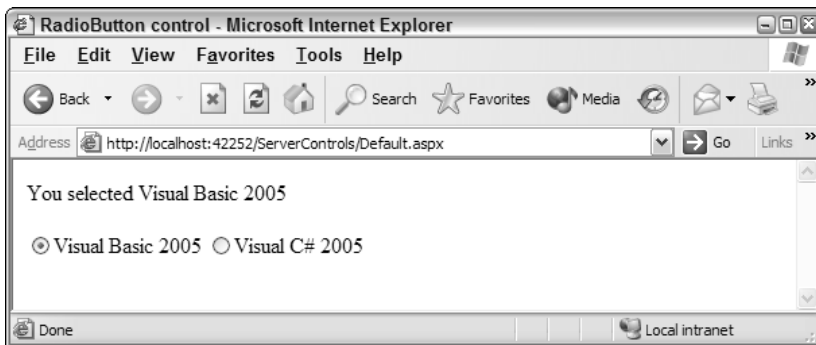 RadioButton control - Microsoft Internet Explorer
File Edit View Favorites Tools Help
Back Search Favorites Media »
Address http://localhost:42252/ServerControls/Default.aspx Go Links »
You selected Visual Basic 2005
Visual Basic 2005 Visual C# 2005
Done Local intranet